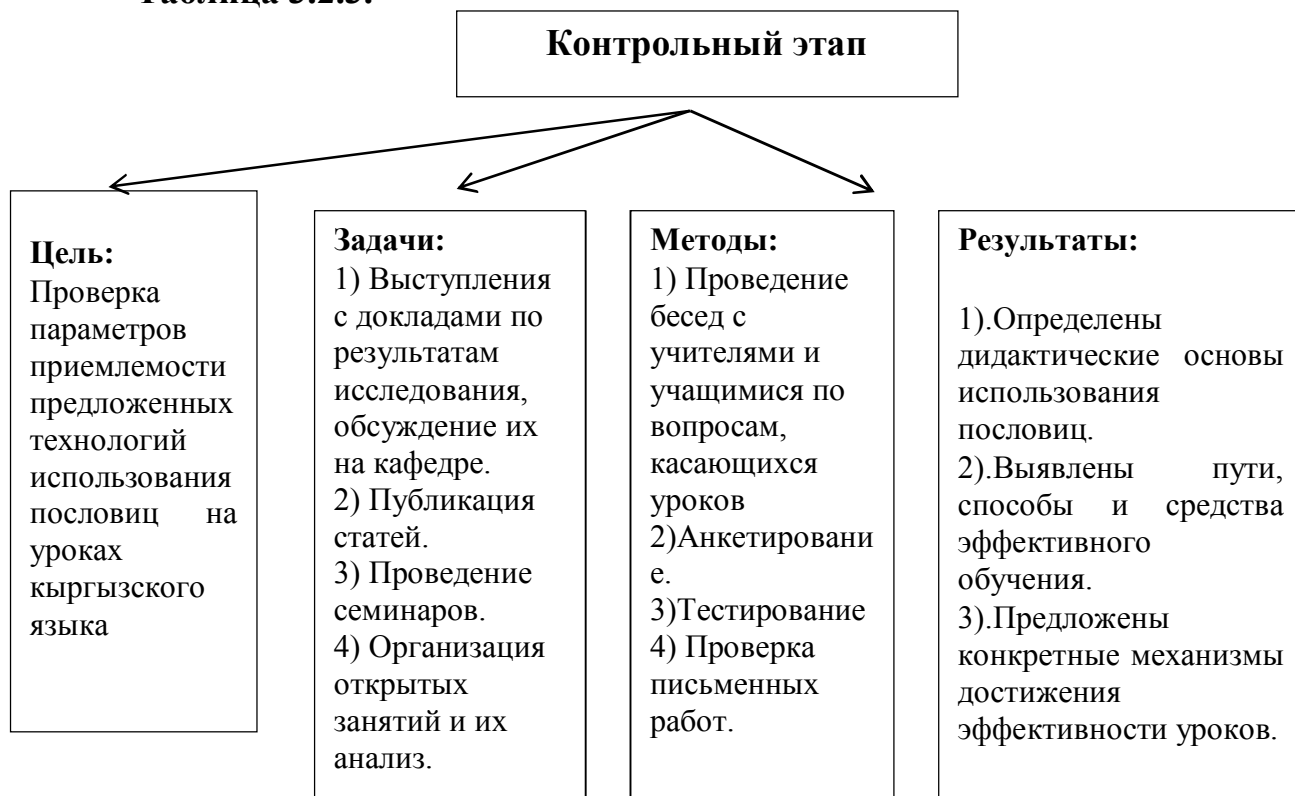 Таблица 3.2.3.
Контрольный этап
Цель:
Проверка
параметров
приемлемости
предложенных
технологий
использования
пословиц на
уроках
кыргызского
языка
Задачи:
1) Выступления
с докладами по
результатам
исследования,
обсуждение их
на кафедре.
2) Публикация
статей.
3) Проведение
семинаров.
4) Организация
открытых
занятий и их
анализ.
Методы:
1) Проведение
бесед с
учителями и
учащимися по
вопросам,
касающихся
уроков
2)Анкетировани
е.
3)Тестирование
4) Проверка
письменных
работ.
Результаты:
1).Определены
дидактические основы
использования
пословиц.
2).Выявлены пути,
способы и средства
эффективного
обучения.
3).Предложены
конкретные механизмы
достижения
эффективности уроков.